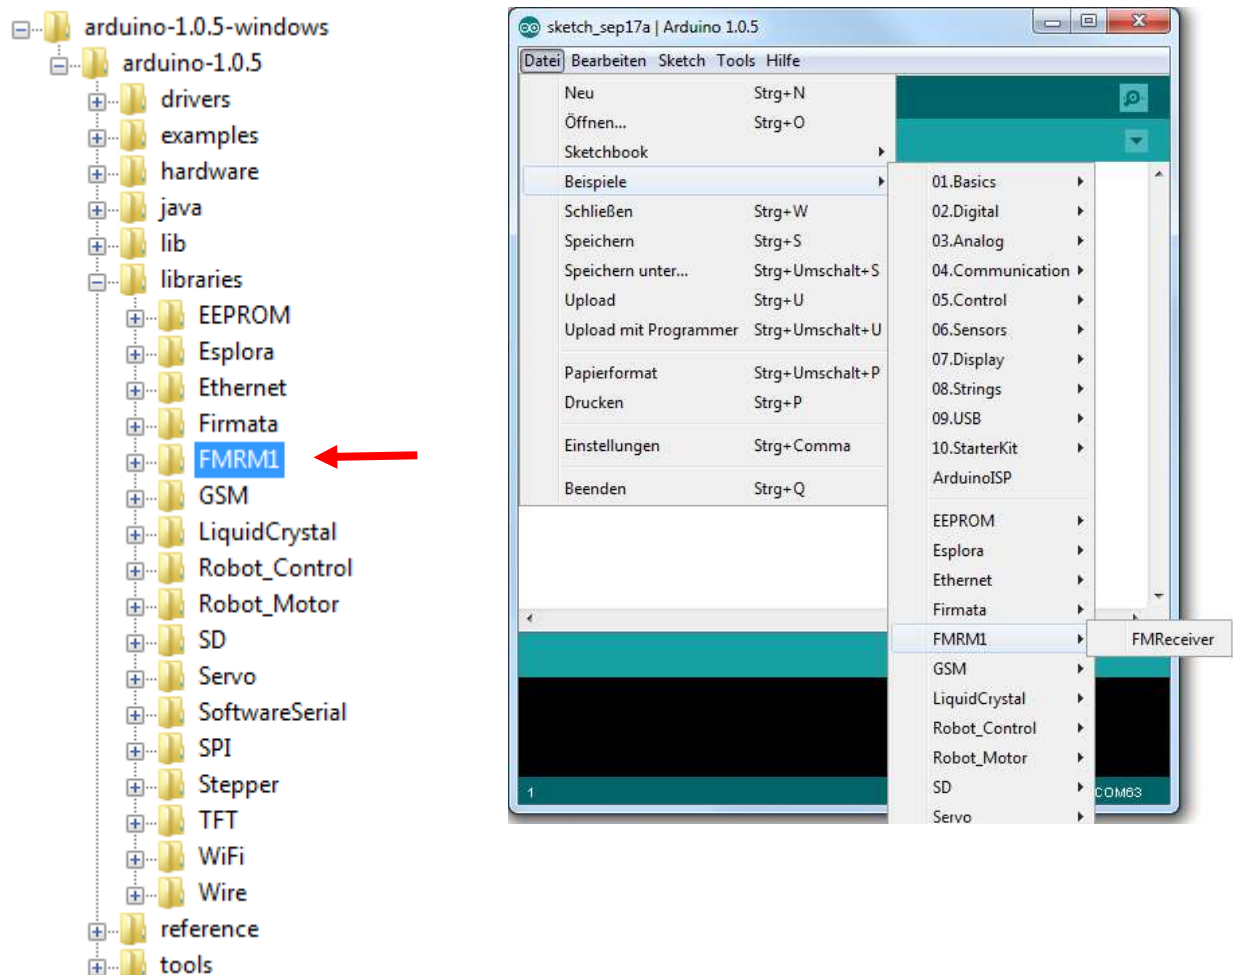 arduino-1.0.5-windows
arduino-1.0.5
drivers
examples
hardware
java
lib
libraries
EEPROM
Esplora
Ethernet
Firmata
FMRM1
GSM
LiquidCrystal
Robot_Control
Robot_Motor
SD
Servo
SoftwareSerial
SPI
Stepper
TFT
WiFi
Wire
reference
tools
sketch_sep17a | Arduino 1.0.5
Datei Bearbeiten Sketch Tools Hilfe
Neu Strg+N
Öffnen... Strg+O
Sketchbook
Beispiele
Schließen Strg+W
Speichern Strg+S
Speichern unter... Strg+Umschalt+S
Upload Strg+U
Upload mit Programmer Strg+Umschalt+U
Papierformat Strg+Umschalt+P
Drucken Strg+P
Einstellungen Strg+Comma
Beenden Strg+Q
01.Basics
02.Digital
03.Analog
04.Communication
05.Control
06.Sensors
07.Display
08.Strings
09.USB
10.StarterKit
ArduinoISP
EEPROM
Esplora
Ethernet
Firmata
FMRM1
GSM
LiquidCrystal
Robot_Control
Robot_Motor
SD
Servo
FMReceiver
1 COM63